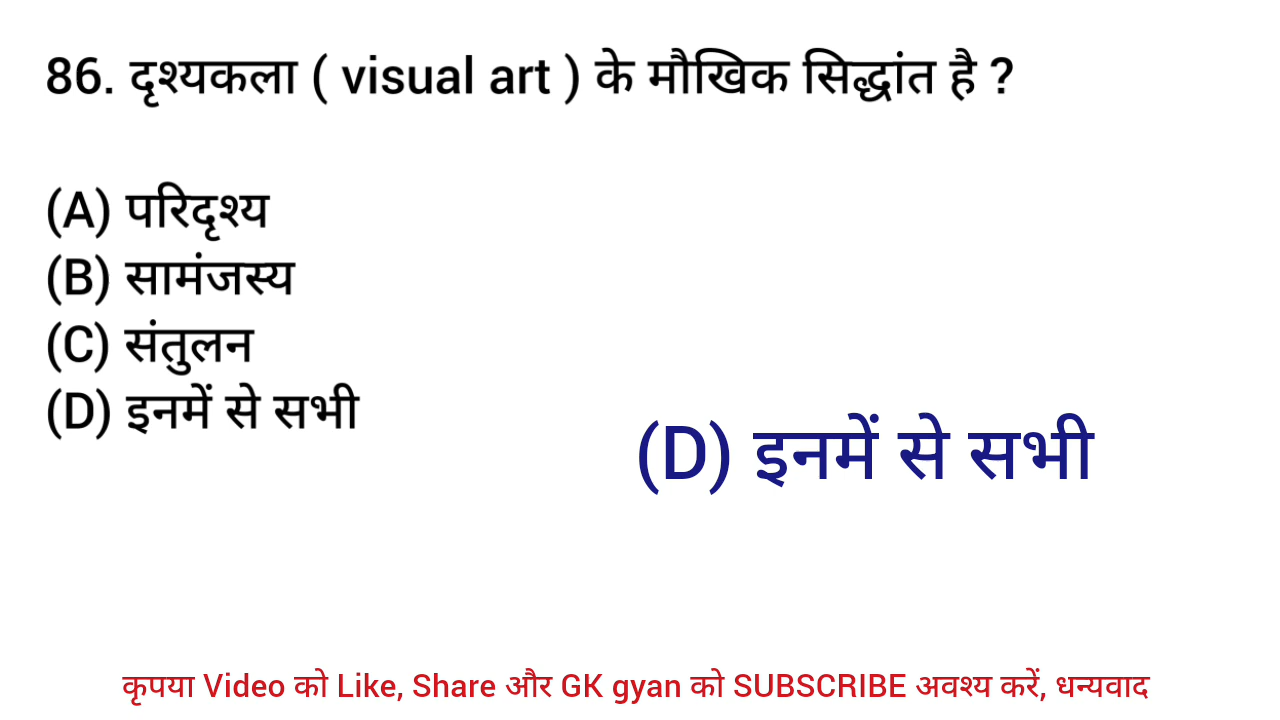 86. दृश्यकला ( visual art ) के मौखिक सिद्धांत है ?
(A) परिदृश्य
(B) सामंजस्य
(C) संतुलन
(D) इनमें से सभी
(D) इनमें से सभी
कृपया Video को Like, Share और GK gyan को SUBSCRIBE अवश्य करें, धन्यवाद